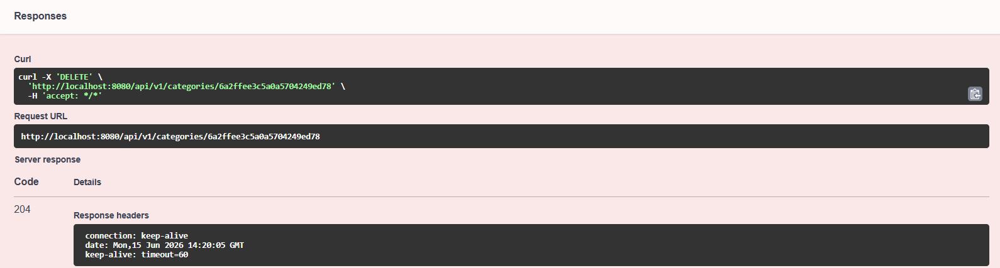 Responses
Curl
curl -X 'DELETE' \
  'http://localhost:8080/api/v1/categories/6a2ffee3c5a0a5704249ed78' \
  -H 'accept: */*'
Request URL
http://localhost:8080/api/v1/categories/6a2ffee3c5a0a5704249ed78
Server response
Code Details
204
Response headers
connection: keep-alive
date: Mon,15 Jun 2026 14:20:05 GMT
keep-alive: timeout=60